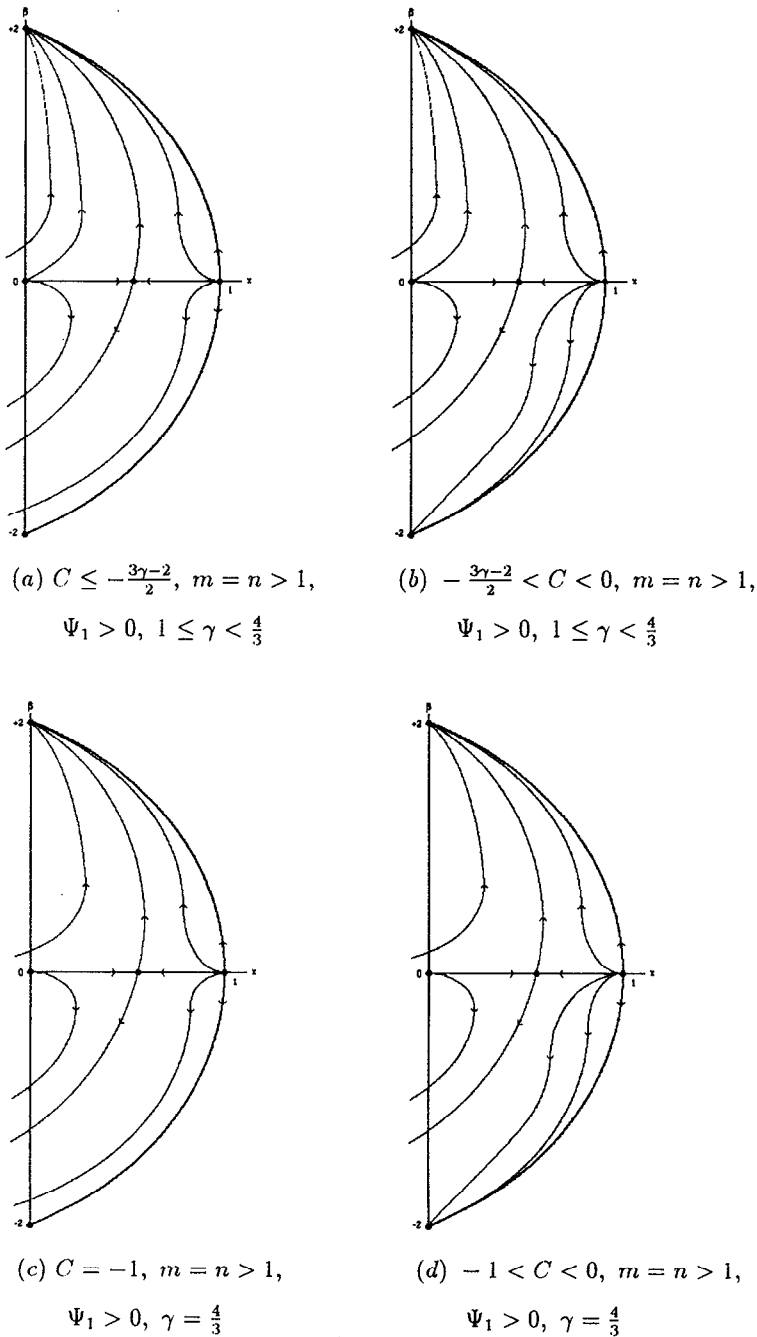 β β
+2 +2
0 1 x 0 1 x
-2 -2
(a) C ≤ −(3γ−2)/2, m = n > 1, (b) −(3γ−2)/2 < C < 0, m = n > 1,
Ψ₁ > 0, 1 ≤ γ < 4/3 Ψ₁ > 0, 1 ≤ γ < 4/3
β β
+2 +2
0 1 x 0 1 x
-2 -2
(c) C = −1, m = n > 1, (d) −1 < C < 0, m = n > 1,
Ψ₁ > 0, γ = 4/3 Ψ₁ > 0, γ = 4/3